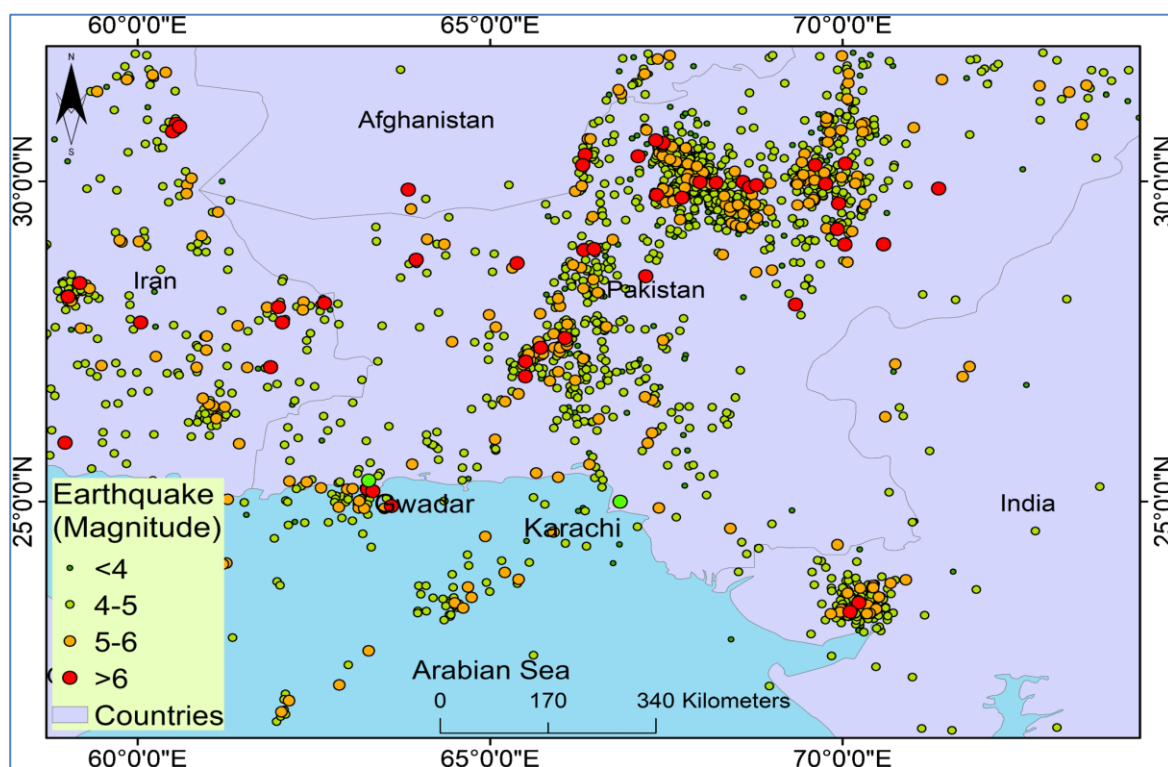 60°0'0"E 65°0'0"E 70°0'0"E
N
S
Afghanistan
30°0'0"N 30°0'0"N
Iran
Pakistan
25°0'0"N 25°0'0"N
India
Karachi
Arabian Sea
0 170 340 Kilometers
Earthquake
(Magnitude)
<4
4-5
5-6
>6
Countries
60°0'0"E 65°0'0"E 70°0'0"E